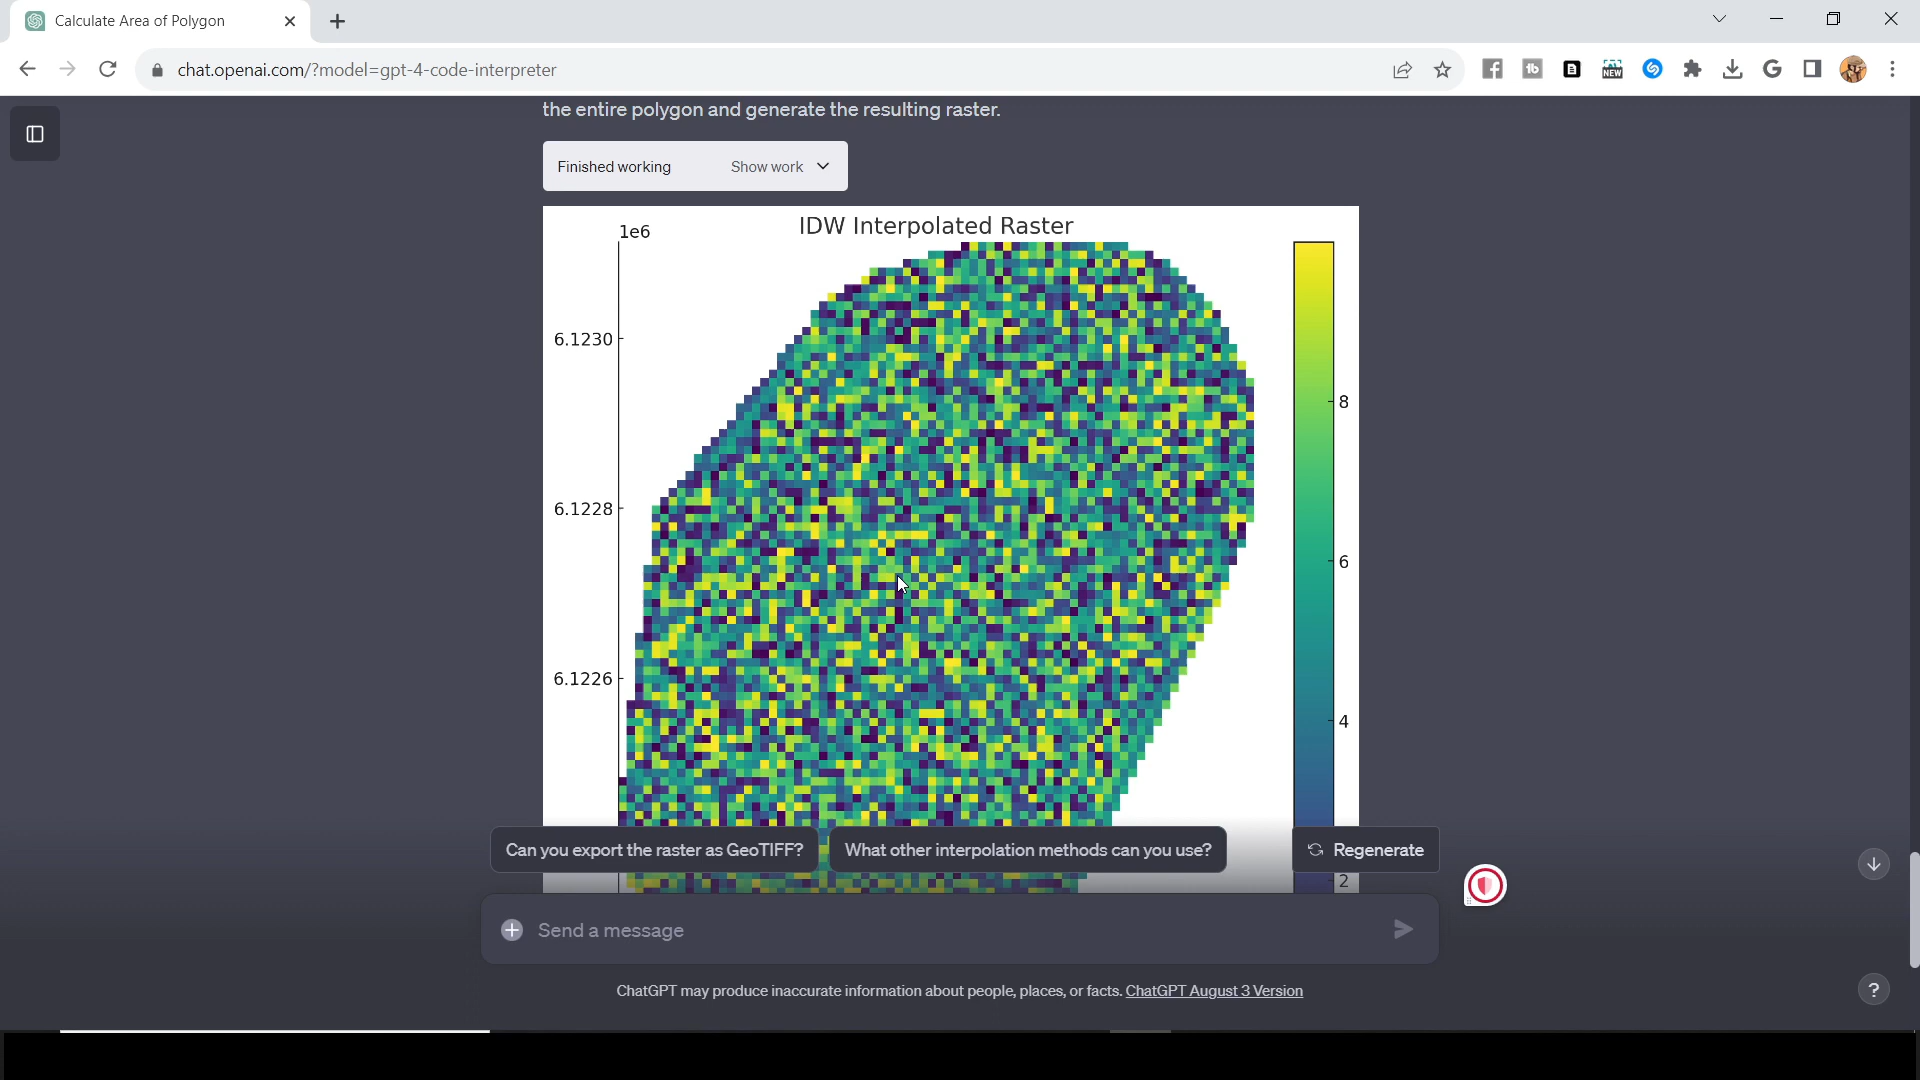 Calculate Area of Polygon
chat.openai.com/?model=gpt-4-code-interpreter
NEW
the entire polygon and generate the resulting raster.
Finished working Show work
IDW Interpolated Raster
1e6
6.1230
6.1228
6.1226
8
6
4
2
Can you export the raster as GeoTIFF?
What other interpolation methods can you use?
Regenerate
Send a message
ChatGPT may produce inaccurate information about people, places, or facts. ChatGPT August 3 Version
?